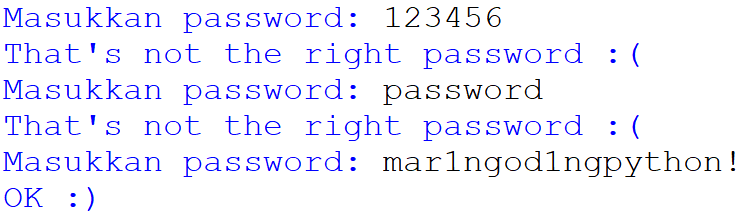 Masukkan password: 123456
That's not the right password :(
Masukkan password: password
That's not the right password :(
Masukkan password: mar1ngod1ngpython!
OK :)